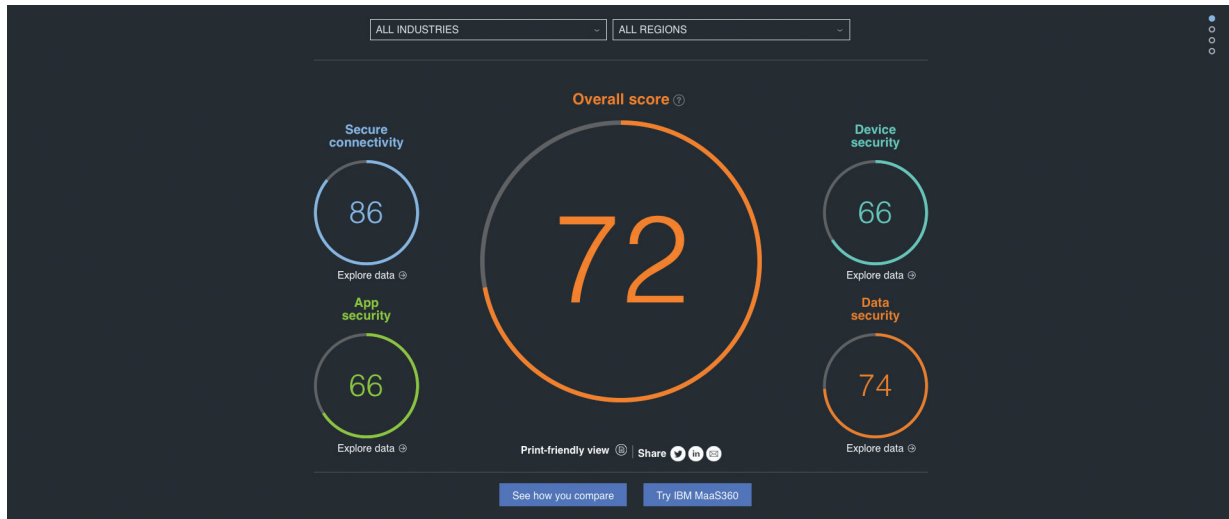 ALL INDUSTRIES
ALL REGIONS
Overall score ?
Secure
connectivity
86
Explore data
App
security
66
Explore data
72
Device
security
66
Explore data
Data
security
74
Explore data
Print-friendly view | Share in
See how you compare
Try IBM MaaS360